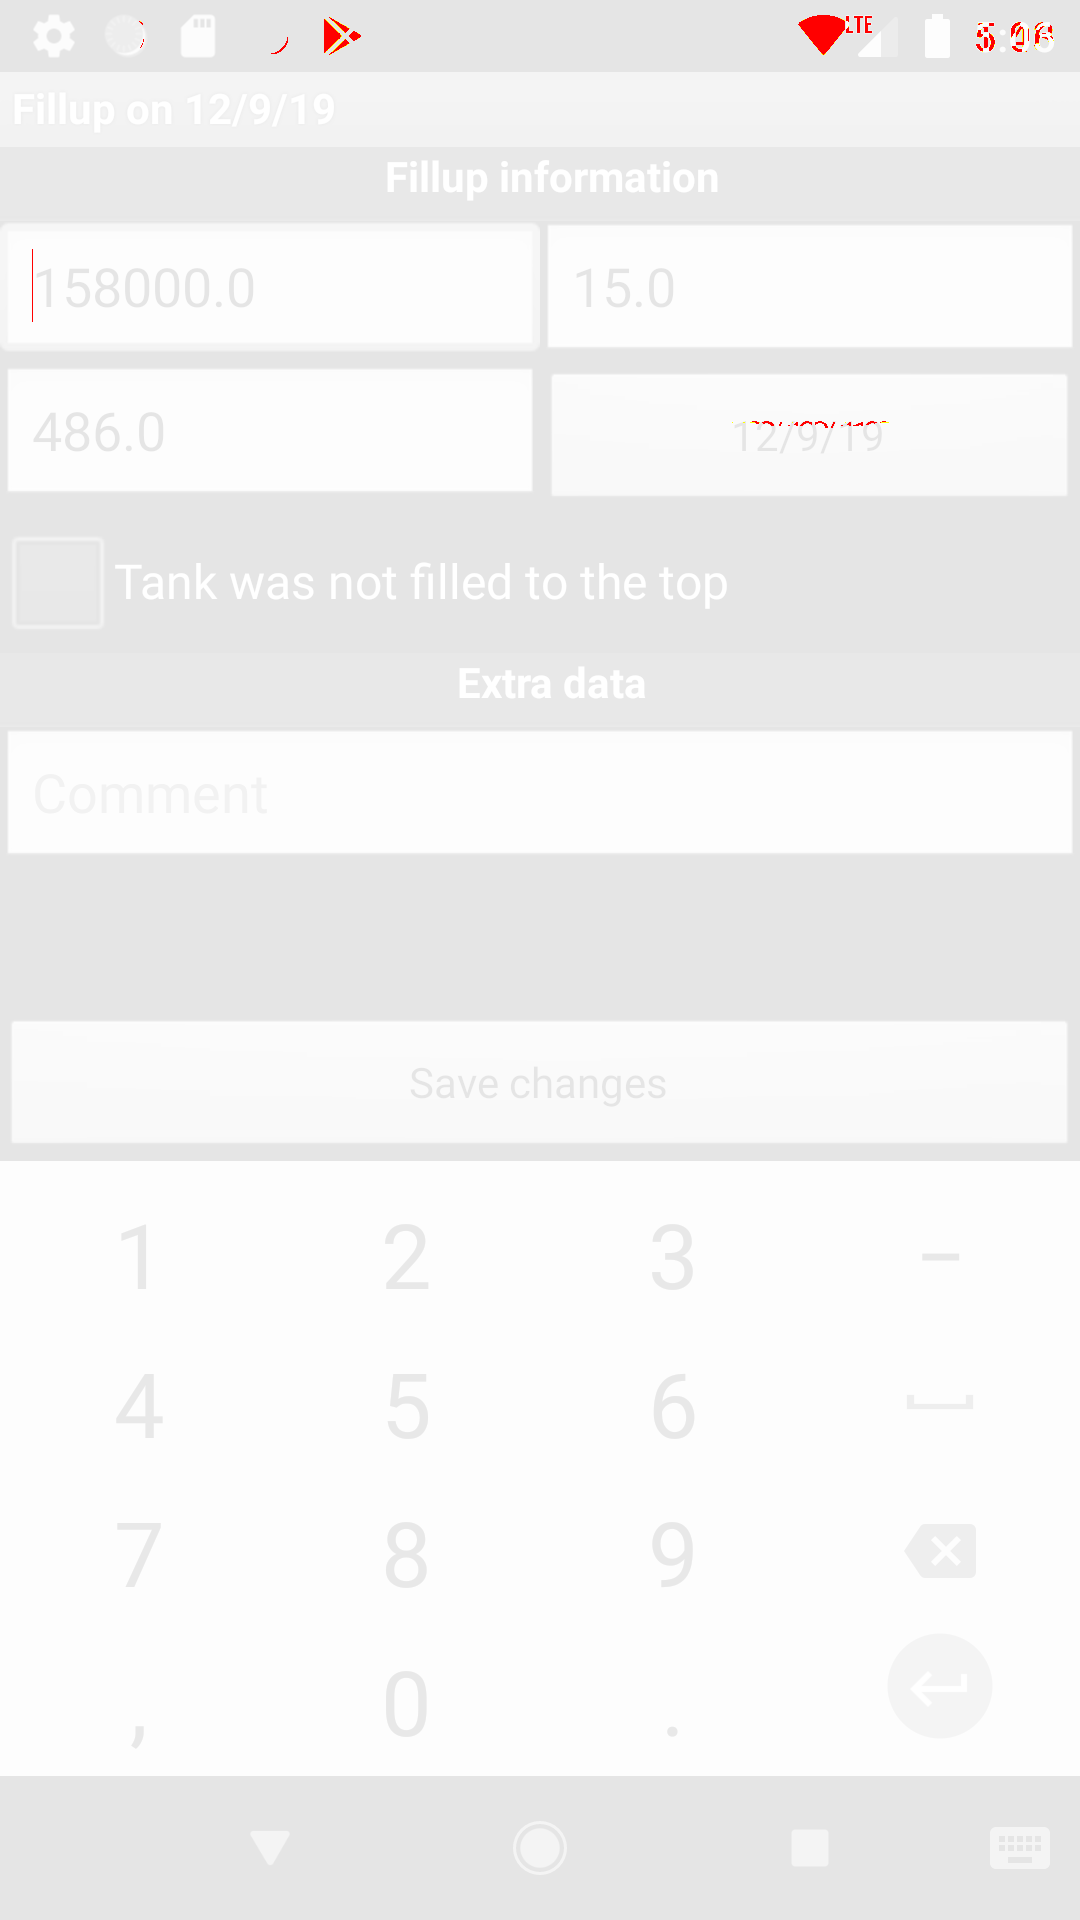 LTE
Fillup on 12/9/19
Fillup information
158000.0 15.0
486.0 12/9/19
Tank was not filled to the top
Extra data
Comment
Save changes
1 2 3 –
4 5 6
7 8 9
, 0 .